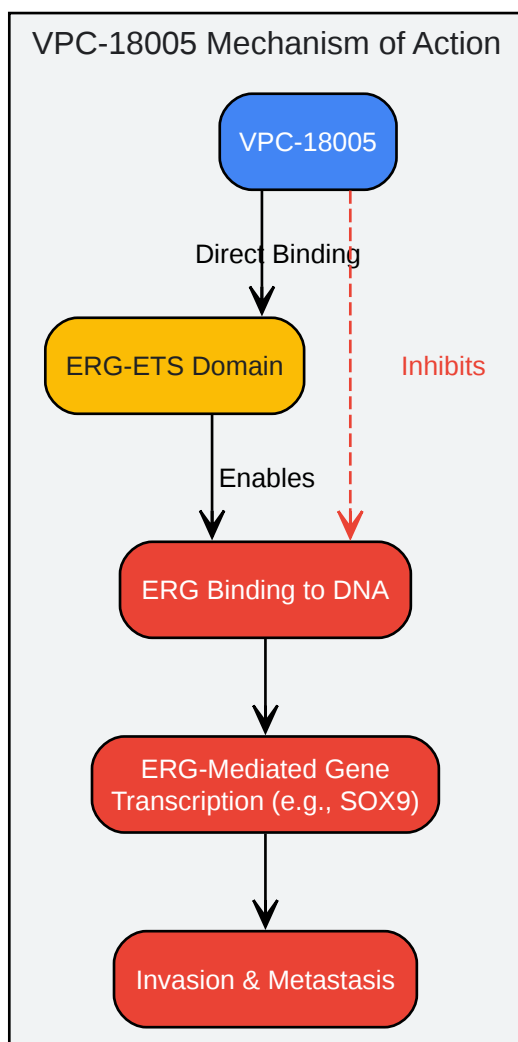 VPC-18005 Mechanism of Action
VPC-18005
Direct Binding
ERG-ETS Domain
Inhibits
Enables
ERG Binding to DNA
ERG-Mediated Gene
Transcription (e.g., SOX9)
Invasion & Metastasis